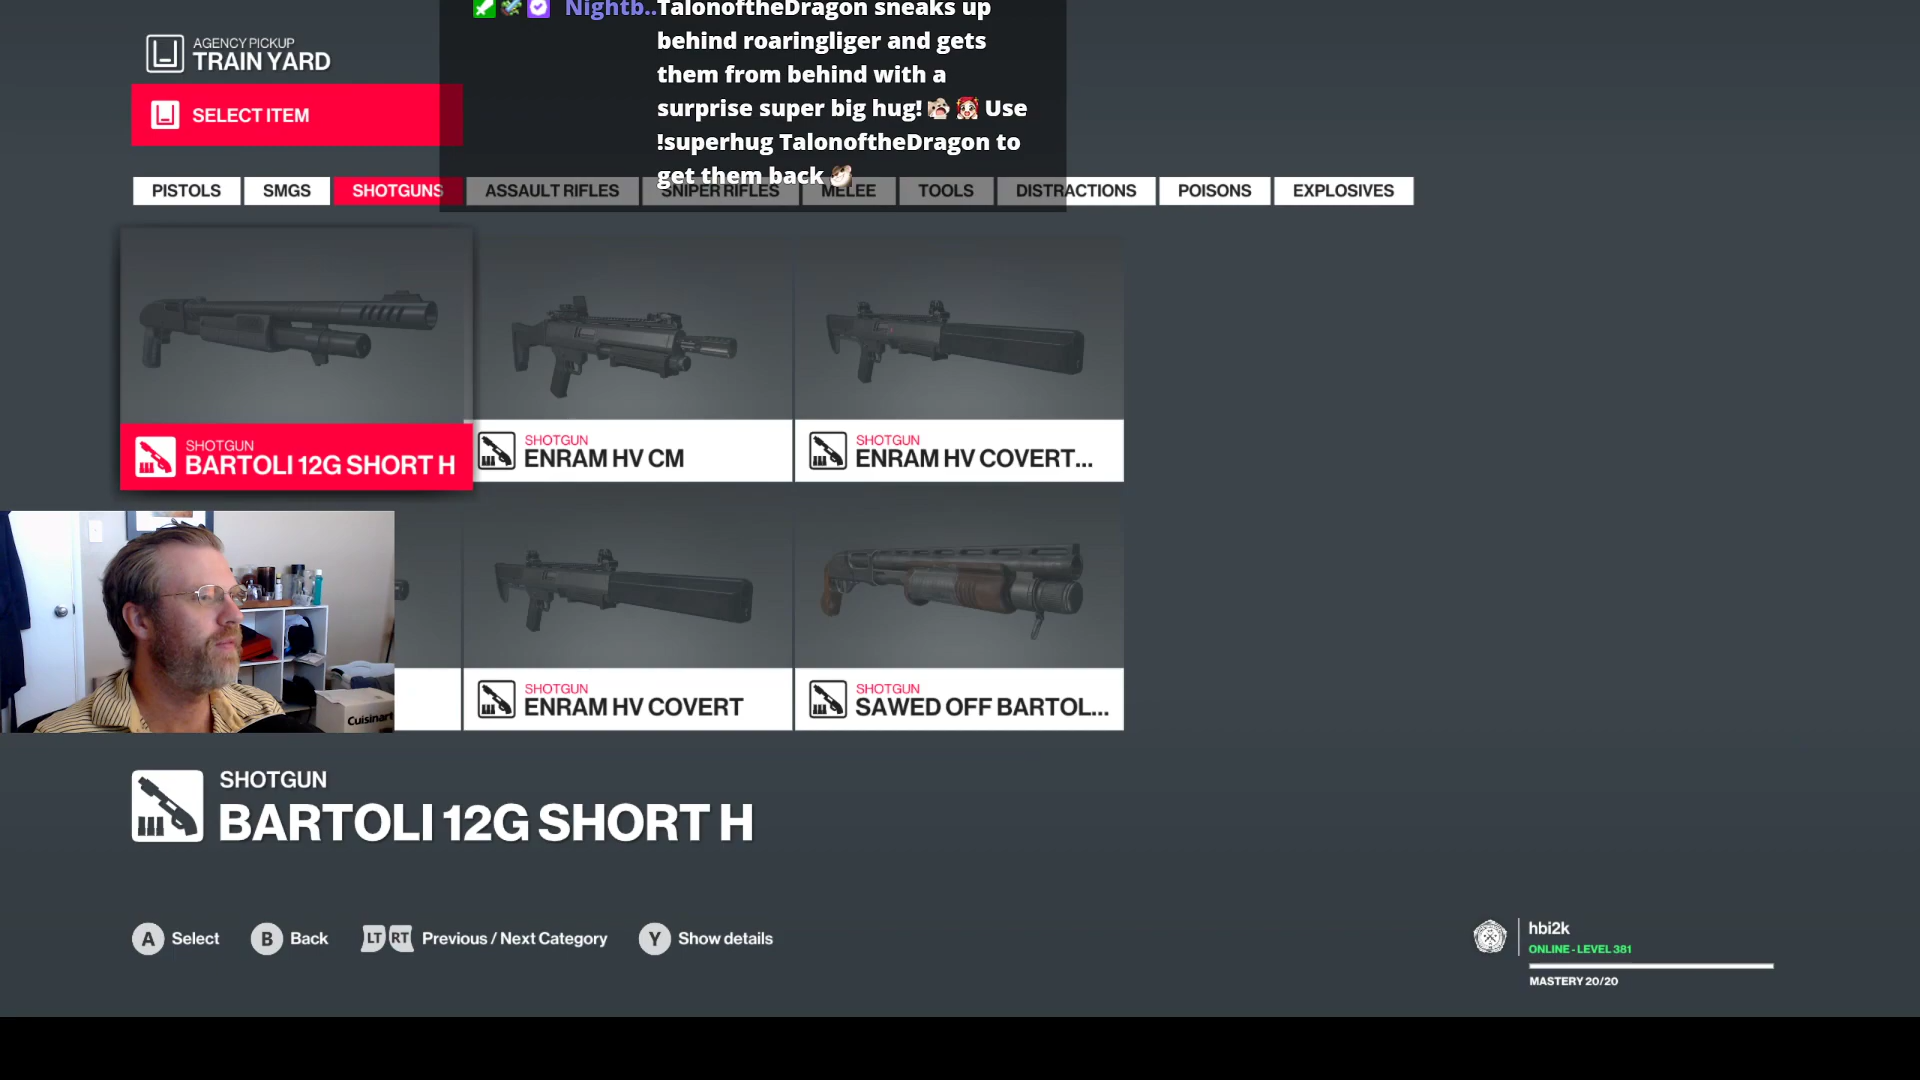 Nightb..TalonoftheDragon sneaks up
behind roaringliger and gets
them from behind with a
surprise super big hug! Use
!superhug TalonoftheDragon to
get them back
AGENCY PICKUP
TRAIN YARD
SELECT ITEM
PISTOLS SMGS SHOTGUNS ASSAULT RIFLES SNIPER RIFLES MELEE TOOLS DISTRACTIONS POISONS EXPLOSIVES
SHOTGUN
BARTOLI 12G SHORT H
SHOTGUN
ENRAM HV CM
SHOTGUN
ENRAM HV COVERT...
Cuisinart
SHOTGUN
ENRAM HV COVERT
SHOTGUN
SAWED OFF BARTOL...
SHOTGUN
BARTOLI 12G SHORT H
A Select B Back LT RT Previous / Next Category Y Show details
hbi2k
ONLINE - LEVEL 381
MASTERY 20/20